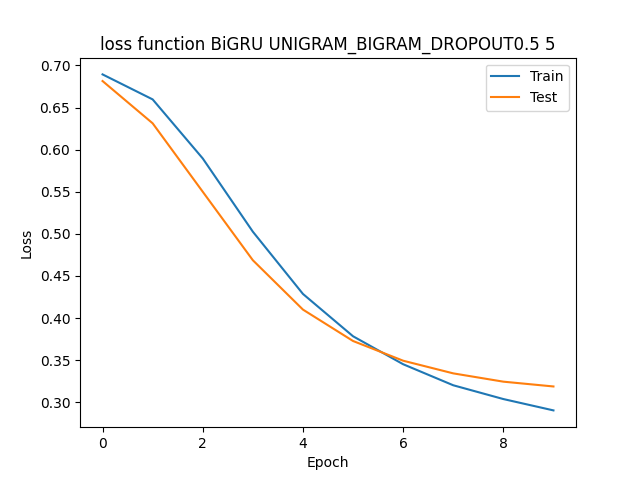 loss function BiGRU UNIGRAM_BIGRAM_DROPOUT0.5 5
Train
Test
0.70
0.65
0.60
0.55
0.50
0.45
0.40
0.35
0.30
Loss
0 2 4 6 8
Epoch